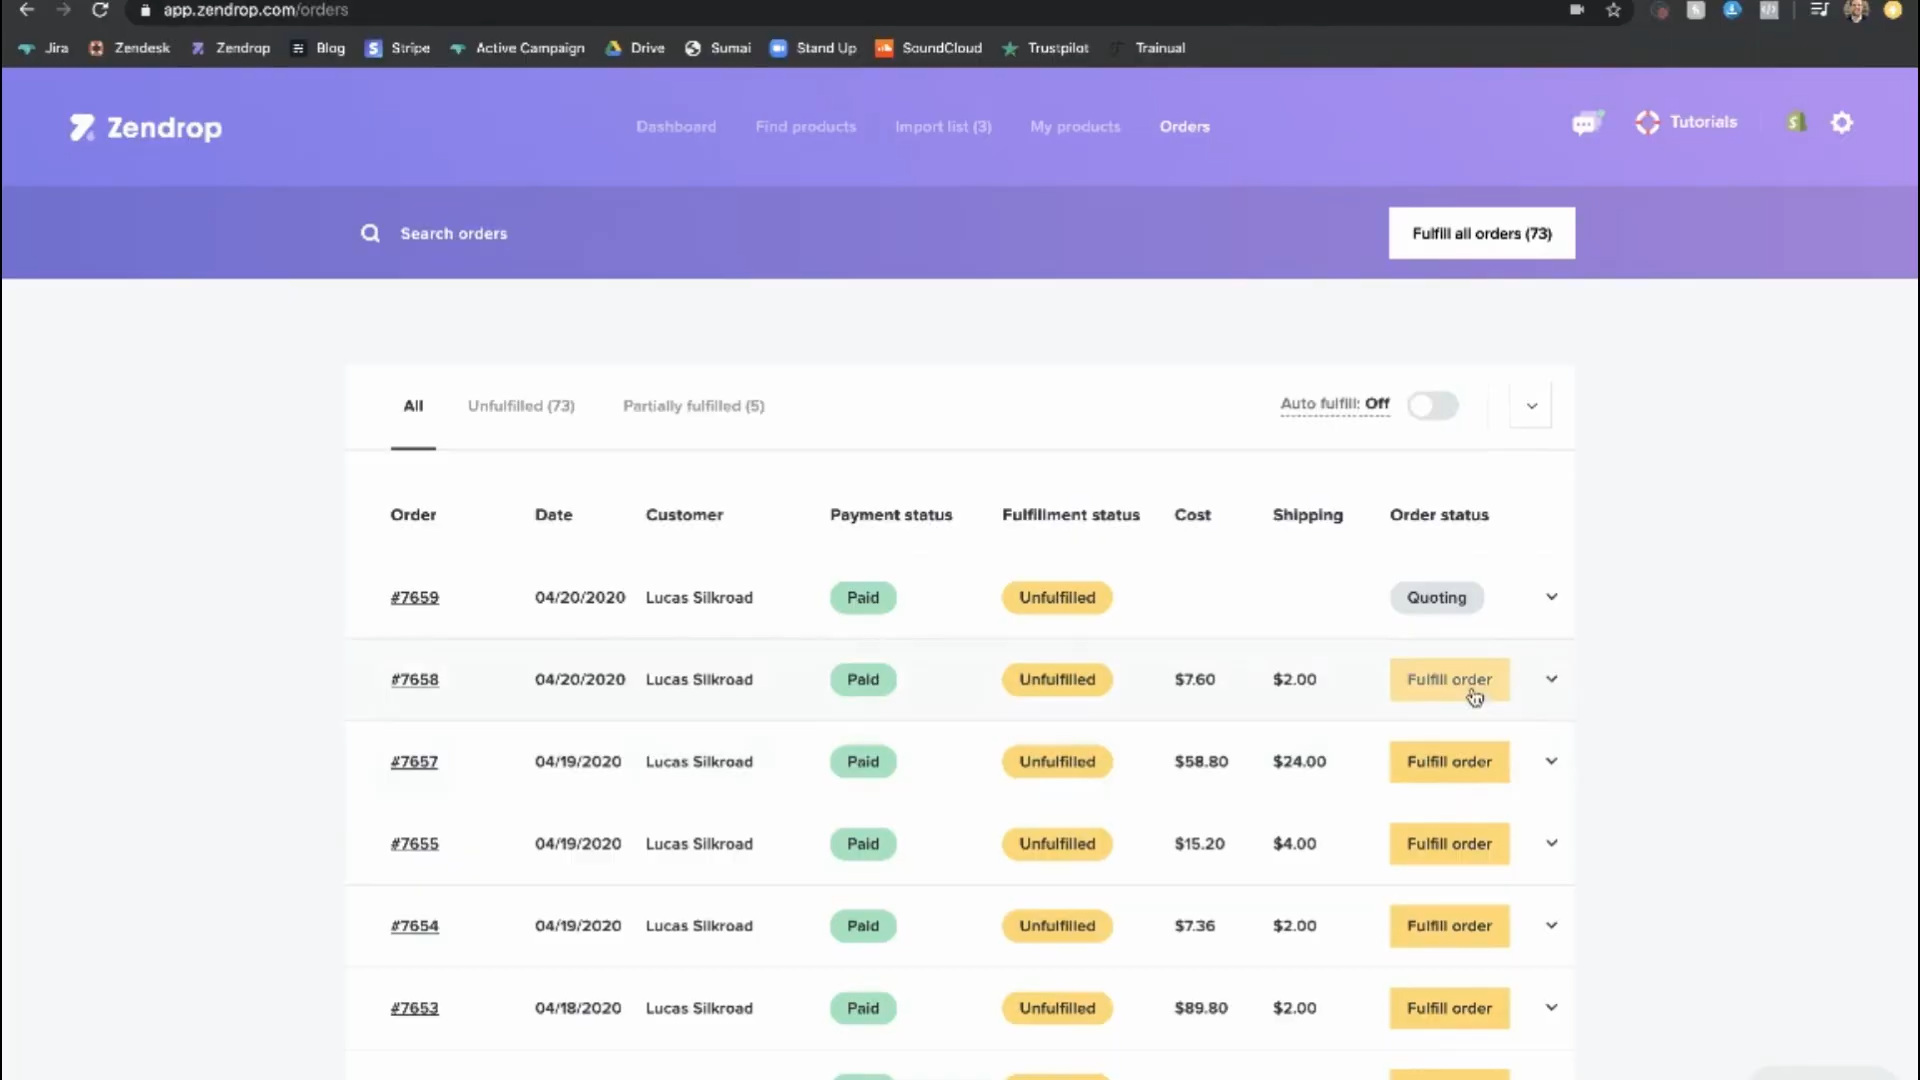 app.zendrop.com/orders
Jira Zendesk Zendrop Blog Stripe Active Campaign Drive Sumai Stand Up SoundCloud Trustpilot Trainual
Zendrop Dashboard Find products Import list (3) My products Orders Tutorials
Search orders Fulfill all orders (73)
All Unfulfilled (73) Partially fulfilled (5) Auto fulfill: Off
Order Date Customer Payment status Fulfillment status Cost Shipping Order status
#7659 04/20/2020 Lucas Silkroad Paid Unfulfilled Quoting
#7658 04/20/2020 Lucas Silkroad Paid Unfulfilled $7.60 $2.00 Fulfill order
#7657 04/19/2020 Lucas Silkroad Paid Unfulfilled $58.80 $24.00 Fulfill order
#7655 04/19/2020 Lucas Silkroad Paid Unfulfilled $15.20 $4.00 Fulfill order
#7654 04/19/2020 Lucas Silkroad Paid Unfulfilled $7.36 $2.00 Fulfill order
#7653 04/18/2020 Lucas Silkroad Paid Unfulfilled $89.80 $2.00 Fulfill order